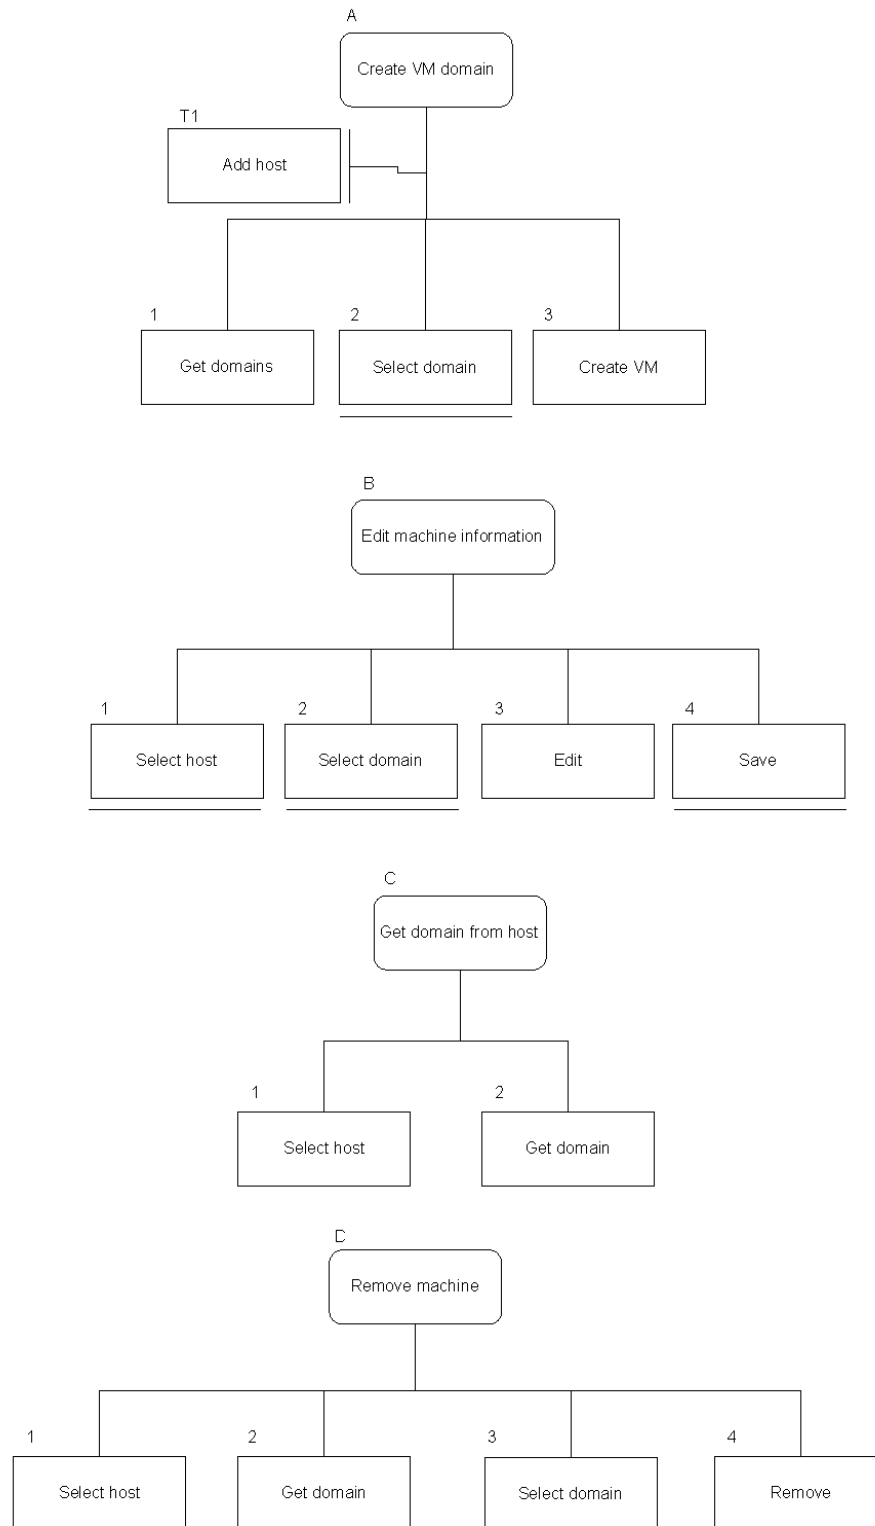 A
Create VM domain
T1
Add host
1
2
3
Get domains
Select domain
Create VM
B
Edit machine information
1
2
3
4
Select host
Select domain
Edit
Save
C
Get domain from host
1
2
Select host
Get domain
D
Remove machine
1
2
3
4
Select host
Get domain
Select domain
Remove